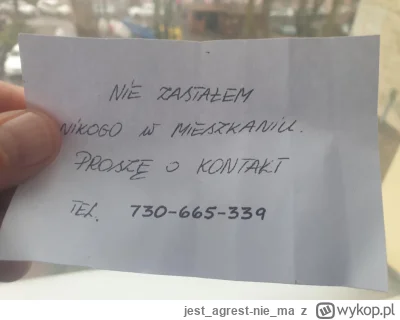 NIE ZASTAŁEM
NIKOGO W MIESZKANIU.
PROSZĘ O KONTAKT
TEL. 730-665-339
jest_agrest-nie_ma z wykop.pl